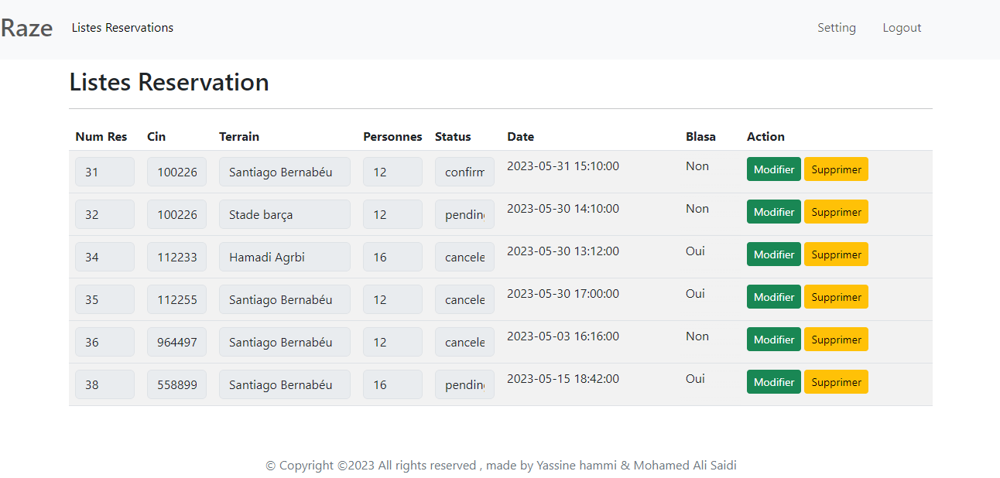 Raze Listes Reservations Setting Logout
Listes Reservation
Num Res Cin Terrain Personnes Status Date Blasa Action
31 100226 Santiago Bernabéu 12 confirm 2023-05-31 15:10:00 Non Modifier Supprimer
32 100226 Stade barça 12 pending 2023-05-30 14:10:00 Non Modifier Supprimer
34 112233 Hamadi Agrbi 16 cancele 2023-05-30 13:12:00 Oui Modifier Supprimer
35 112255 Santiago Bernabéu 12 cancele 2023-05-30 17:00:00 Oui Modifier Supprimer
36 964497 Santiago Bernabéu 12 cancele 2023-05-03 16:16:00 Non Modifier Supprimer
38 558899 Santiago Bernabéu 16 pending 2023-05-15 18:42:00 Oui Modifier Supprimer
© Copyright ©2023 All rights reserved , made by Yassine hammi & Mohamed Ali Saidi